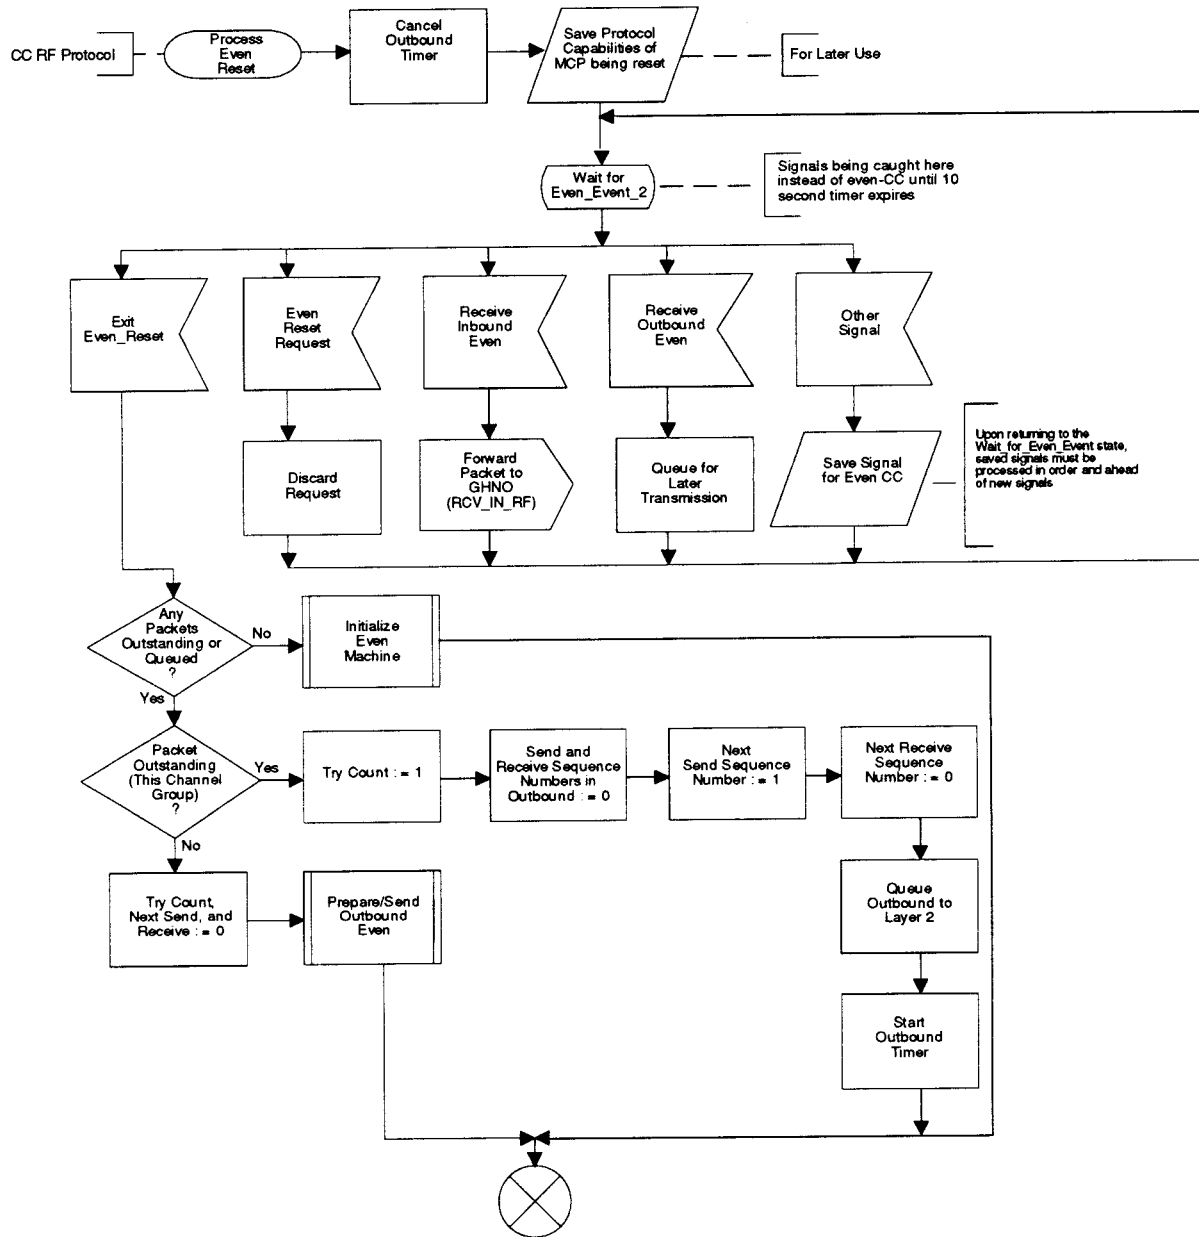 CC RF Protocol
Process
Even
Reset
Cancel
Outbound
Timer
Save Protocol
Capabilities of
MCP being reset
For Later Use
Wait for
Even_Event_2
Signals being caught here
instead of even-CC until 10
second timer expires
Exit
Even_Reset
Even
Reset
Request
Receive
Inbound
Even
Receive
Outbound
Even
Other
Signal
Discard
Request
Forward
Packet to
GHNO
(RCV_IN_RF)
Queue for
Later
Transmission
Save Signal
for Even CC
Upon returning to the
Wait_for_Even_Event state,
saved signals must be
processed in order and ahead
of new signals
Any
Packets
Outstanding or
Queued
?
No
Initialize
Even
Machine
Yes
Packet
Outstanding
(This Channel
Group)
?
Yes
Try Count : = 1
Send and
Receive Sequence
Numbers in
Outbound : = 0
Next
Send Sequence
Number : = 1
Next Receive
Sequence
Number : = 0
No
Try Count,
Next Send, and
Receive : = 0
Prepare/Send
Outbound
Even
Queue
Outbound to
Layer 2
Start
Outbound
Timer